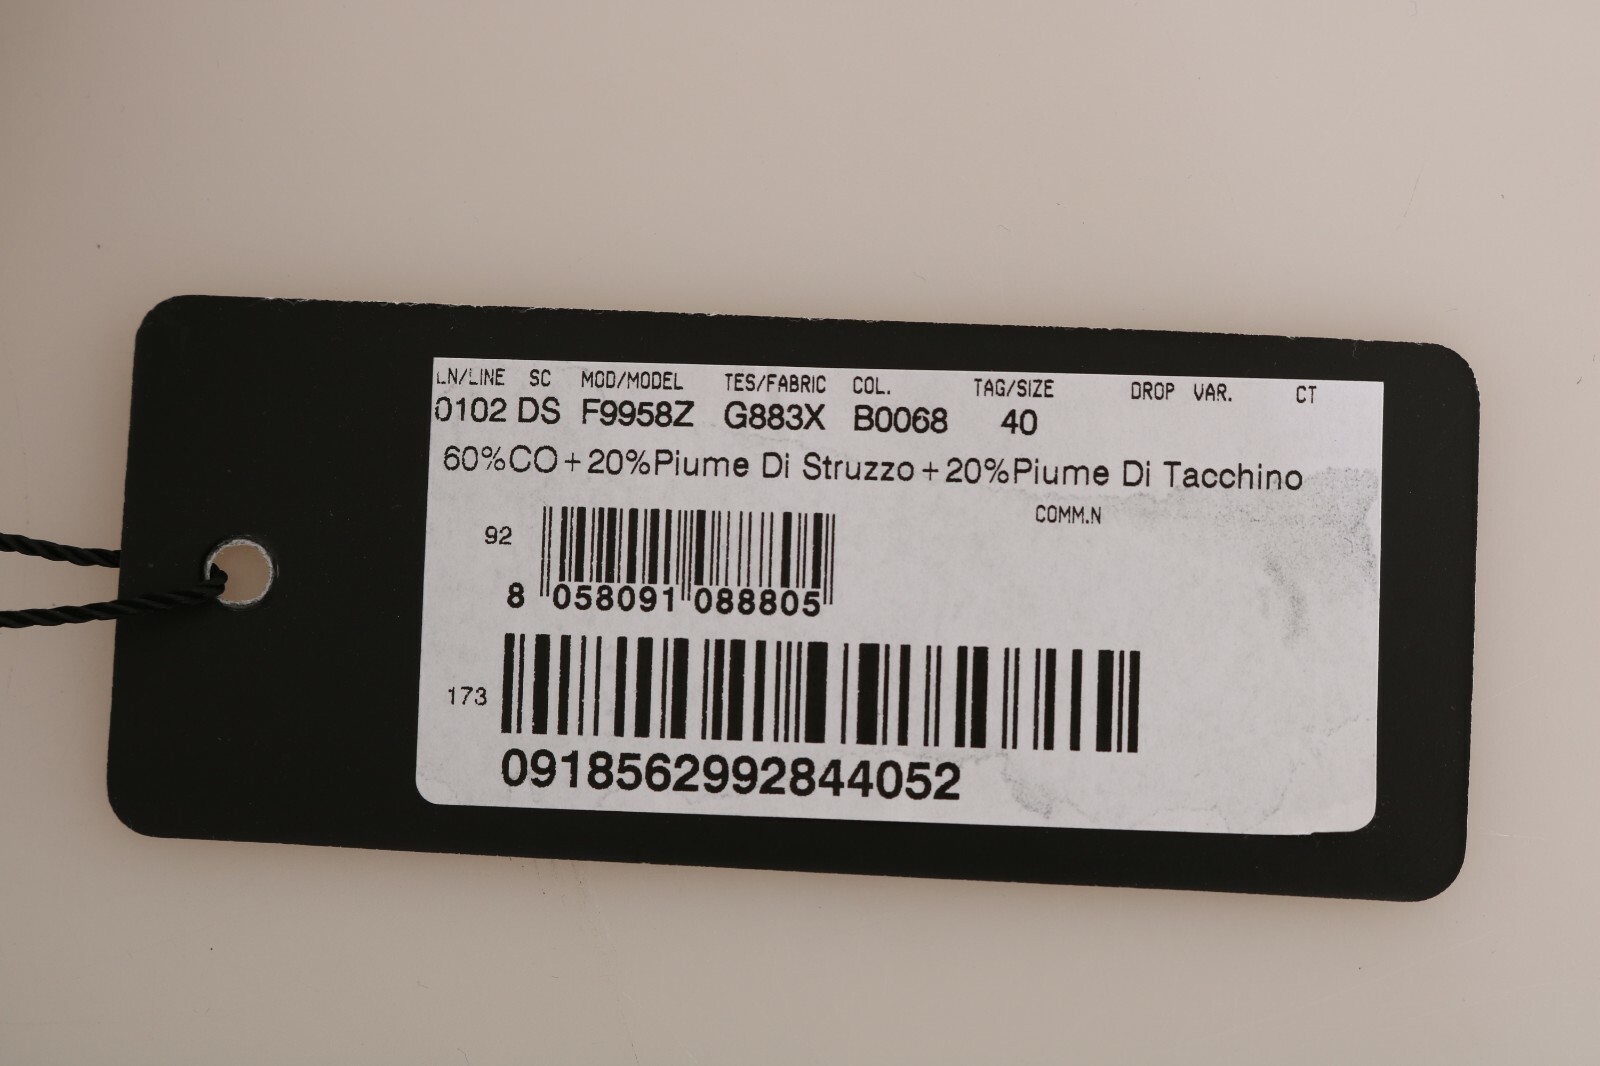 LN/LINE SC MOD/MODEL TES/FABRIC COL. TAG/SIZE DROP VAR. CT
0102 DS F9958Z G883X B0068 40
60%CO+20%Piume Di Struzzo+20%Piume Di Tacchino
COMM.N
92
8 058091 088805
173
0918562992844052